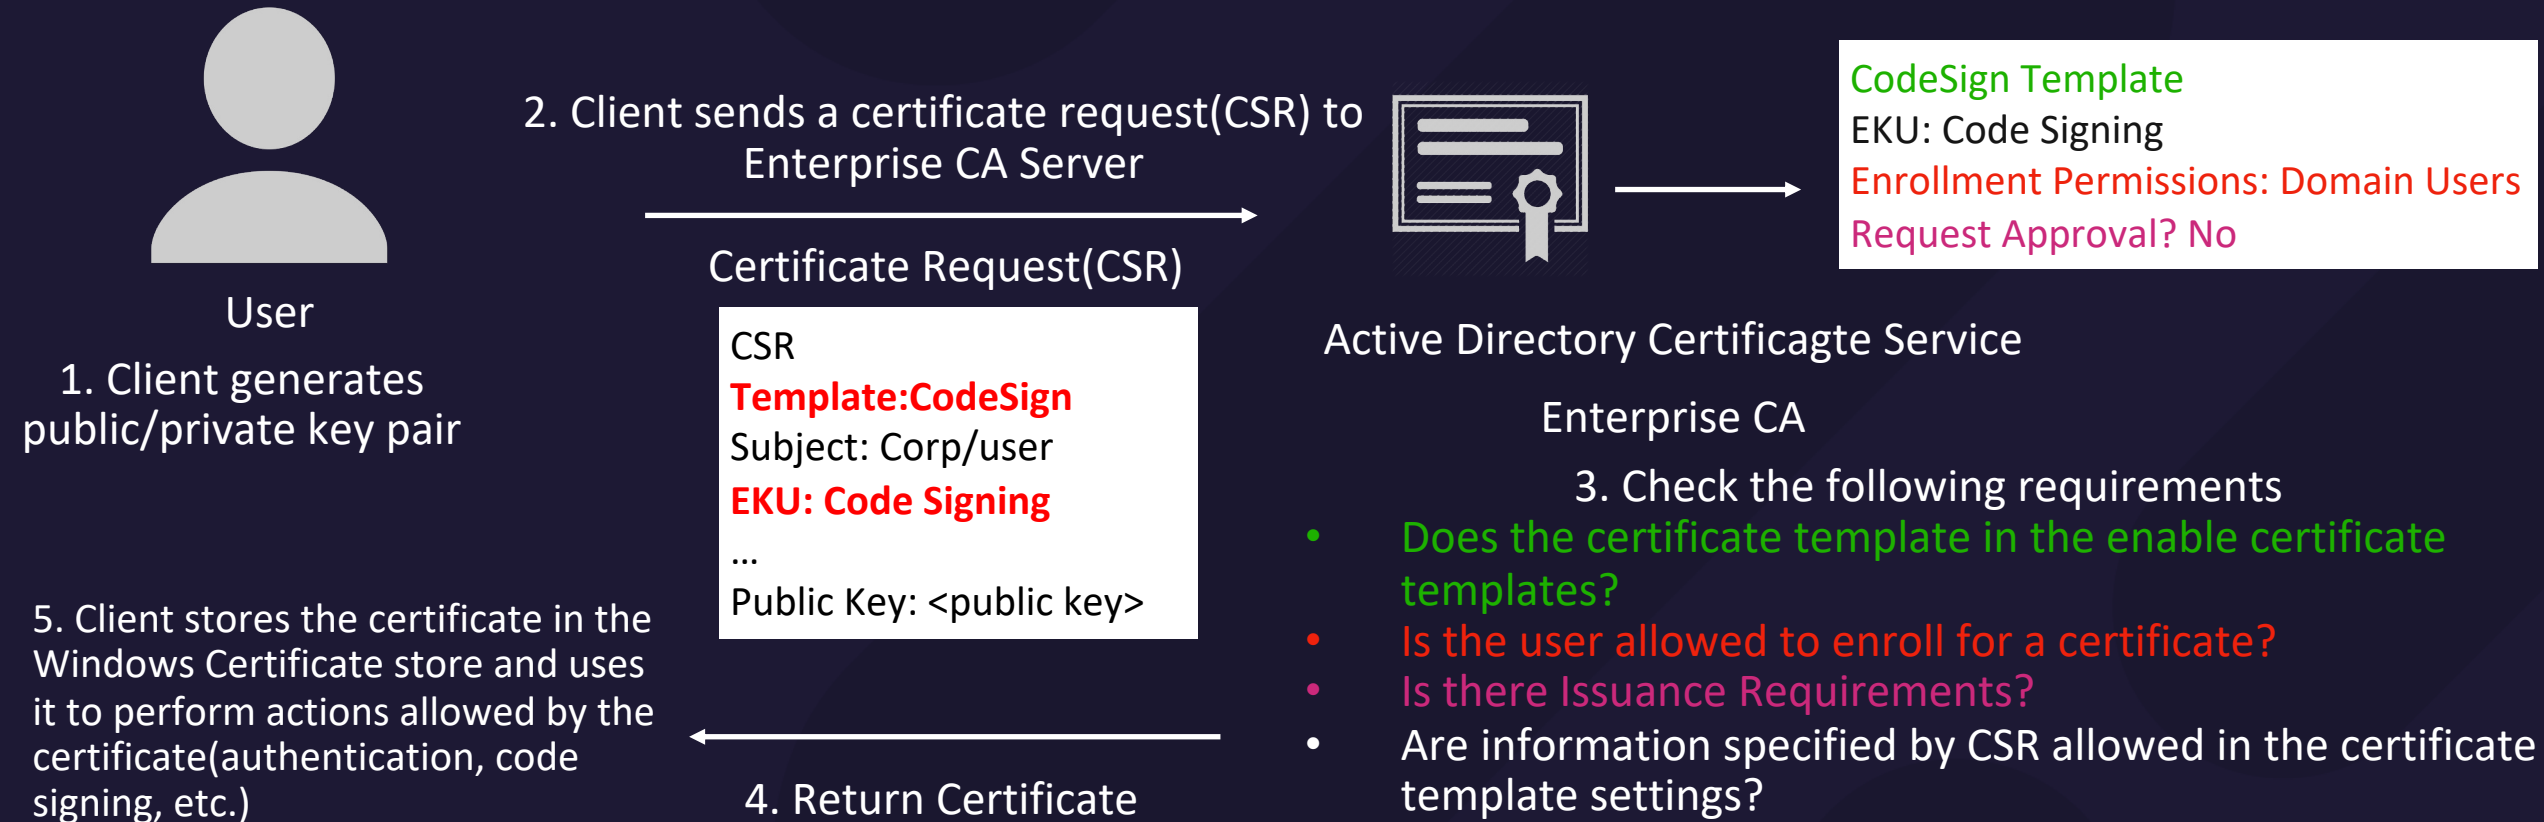 User
1. Client generates
public/private key pair
2. Client sends a certificate request(CSR) to
Enterprise CA Server
Certificate Request(CSR)
CSR
Template:CodeSign
Subject: Corp/user
EKU: Code Signing
...
Public Key: <public key>
CodeSign Template
EKU: Code Signing
Enrollment Permissions: Domain Users
Request Approval? No
Active Directory Certificagte Service
Enterprise CA
3. Check the following requirements
• Does the certificate template in the enable certificate
templates?
• Is the user allowed to enroll for a certificate?
• Is there Issuance Requirements?
• Are information specified by CSR allowed in the certificate
template settings?
4. Return Certificate
5. Client stores the certificate in the
Windows Certificate store and uses
it to perform actions allowed by the
certificate(authentication, code
signing, etc.)